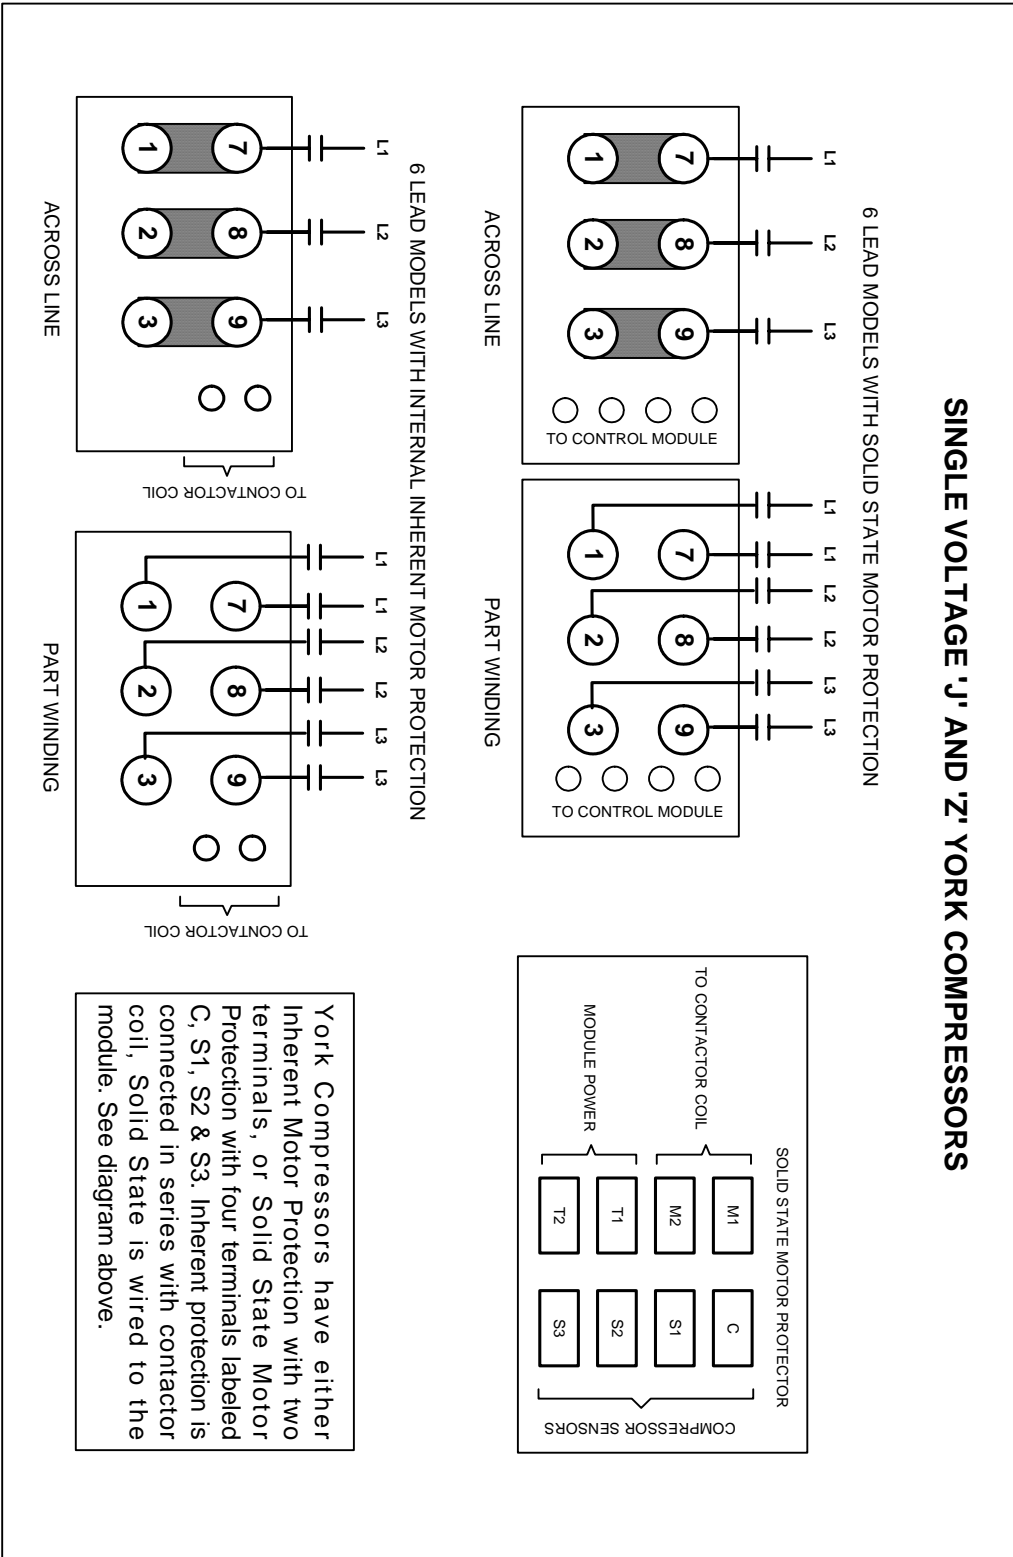 SINGLE VOLTAGE 'J' AND 'Z' YORK COMPRESSORS
6 LEAD MODELS WITH SOLID STATE MOTOR PROTECTION
L1 L2 L3
7 8 9
1 2 3
TO CONTROL MODULE
ACROSS LINE
L1 L1 L2 L2 L3 L3
7 8 9
1 2 3
TO CONTROL MODULE
PART WINDING
SOLID STATE MOTOR PROTECTOR
TO CONTACTOR COIL
MODULE POWER
M1 C
M2 S1
T1 S2
T2 S3
COMPRESSOR SENSORS
6 LEAD MODELS WITH INTERNAL INHERENT MOTOR PROTECTION
L1 L2 L3
7 8 9
1 2 3
TO CONTACTOR COIL
ACROSS LINE
L1 L1 L2 L2 L3 L3
7 8 9
1 2 3
TO CONTACTOR COIL
PART WINDING
York Compressors have either
Inherent Motor Protection with two
terminals, or Solid State Motor
Protection with four terminals labeled
C, S1, S2 & S3. Inherent protection is
connected in series with contactor
coil, Solid State is wired to the
module. See diagram above.